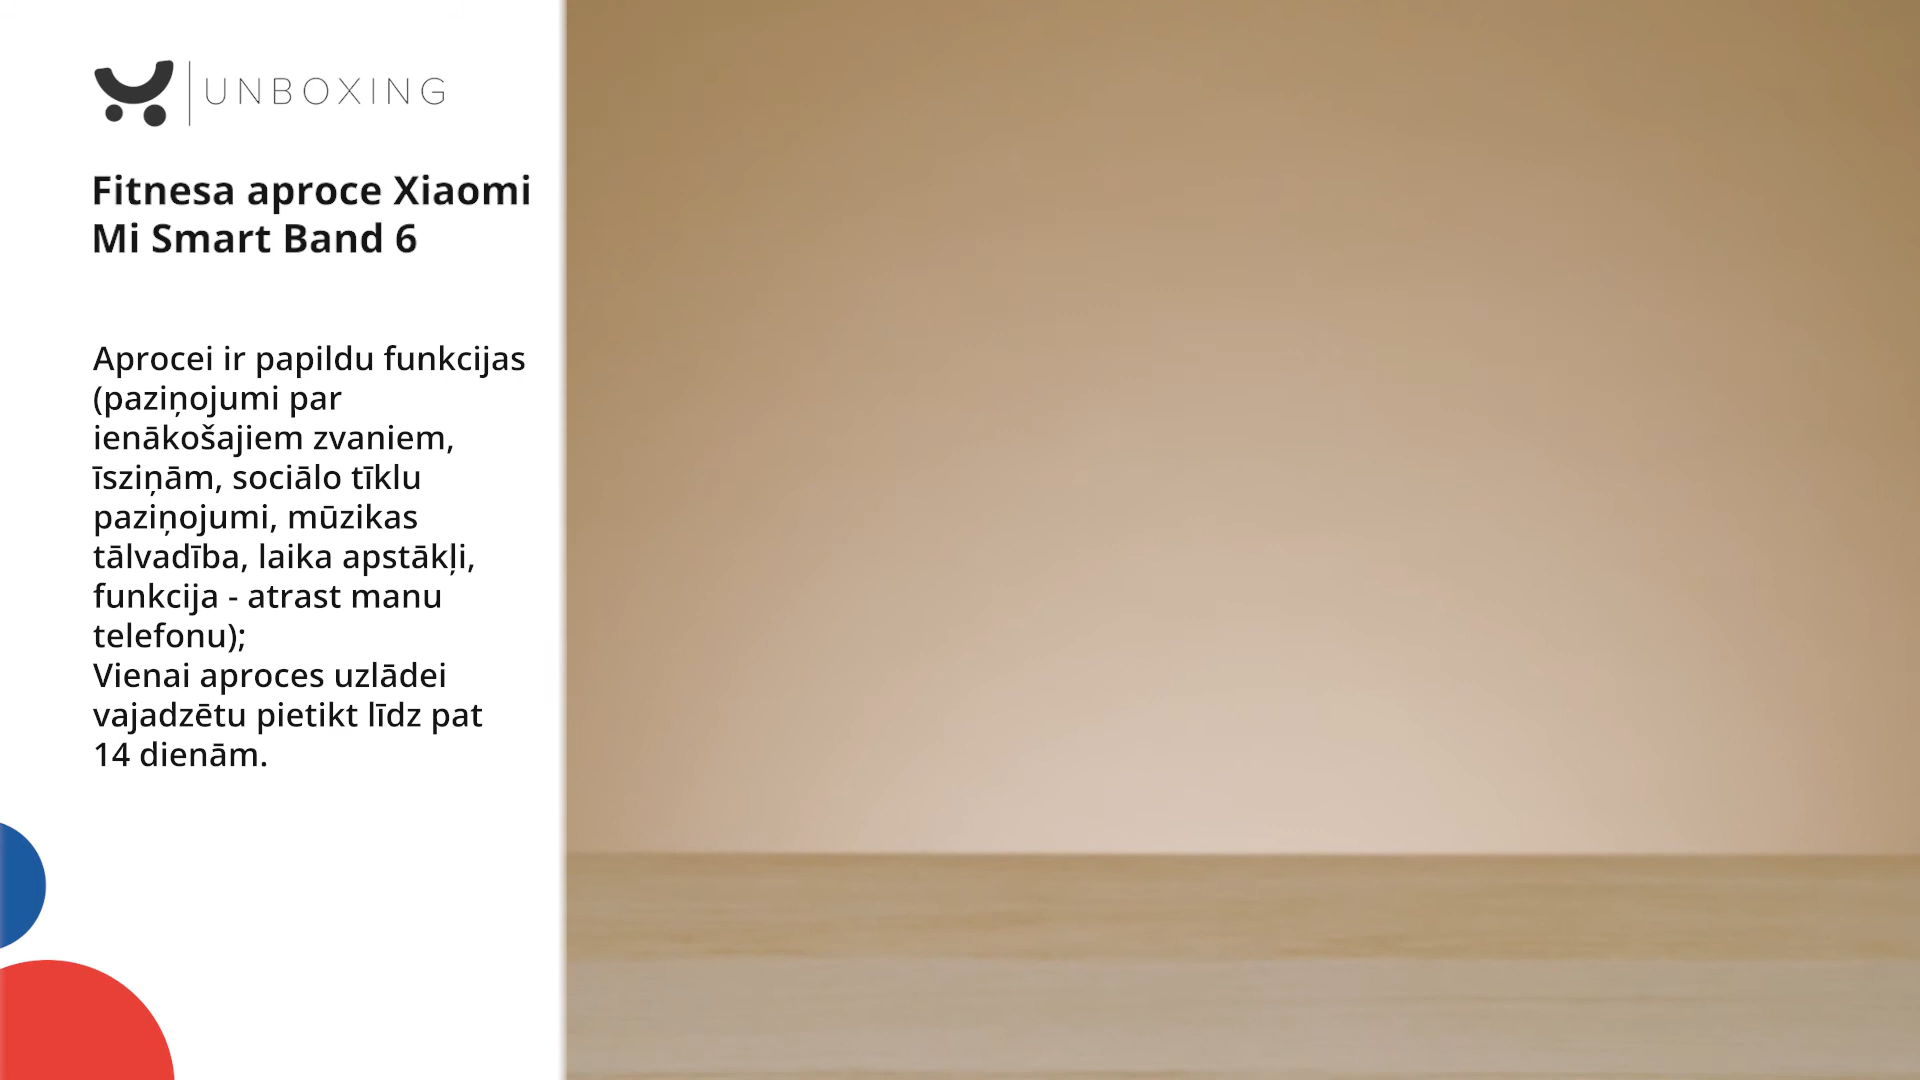 UNBOXING
Fitnesa aproce Xiaomi
Mi Smart Band 6
Aprocei ir papildu funkcijas
(paziņojumi par
ienākošajiem zvaniem,
īsziņām, sociālo tīklu
paziņojumi, mūzikas
tālvadība, laika apstākļi,
funkcija - atrast manu
telefonu);
Vienai aproces uzlādei
vajadzētu pietikt līdz pat
14 dienām.